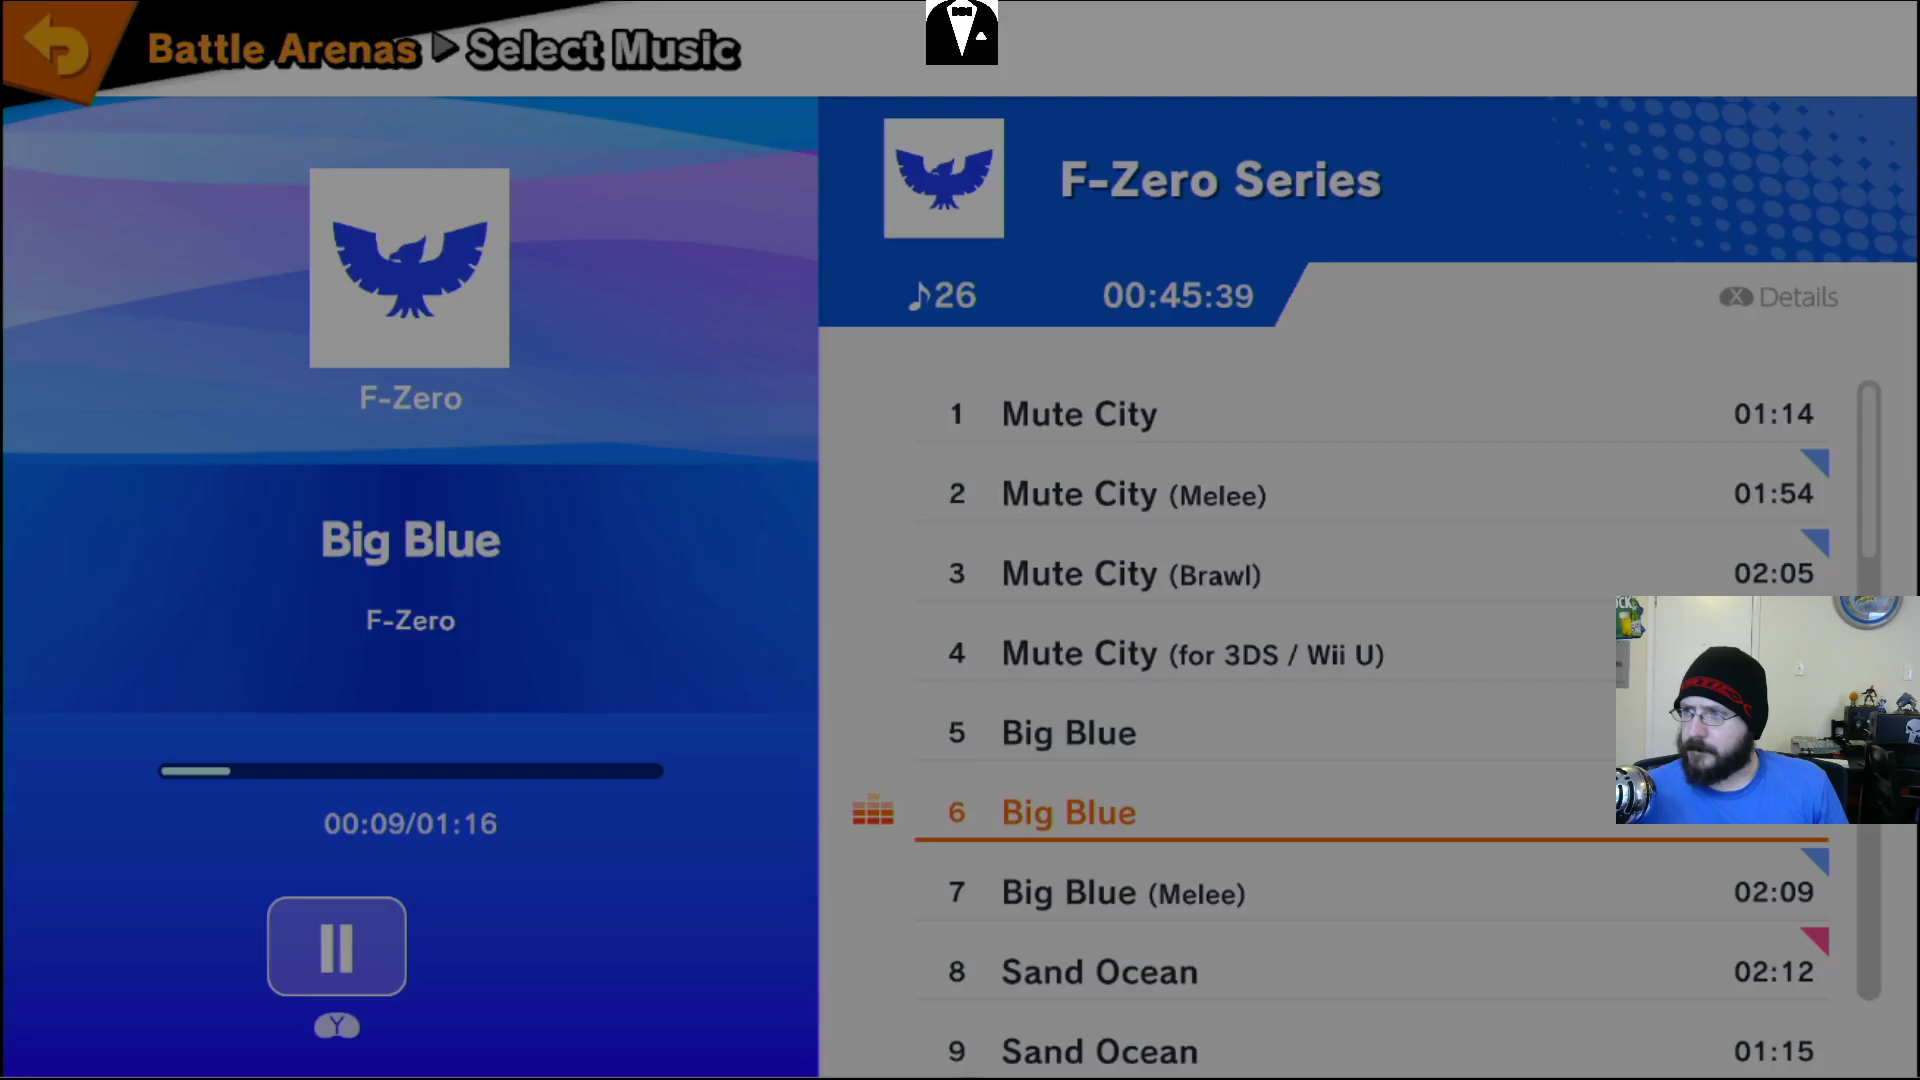 Battle Arenas ▶ Select Music
F-Zero Series
♪26 00:45:39
X Details
F-Zero
Big Blue
F-Zero
00:09/01:16
Y
1 Mute City 01:14
2 Mute City (Melee) 01:54
3 Mute City (Brawl) 02:05
4 Mute City (for 3DS / Wii U)
5 Big Blue
6 Big Blue
7 Big Blue (Melee) 02:09
8 Sand Ocean 02:12
9 Sand Ocean 01:15